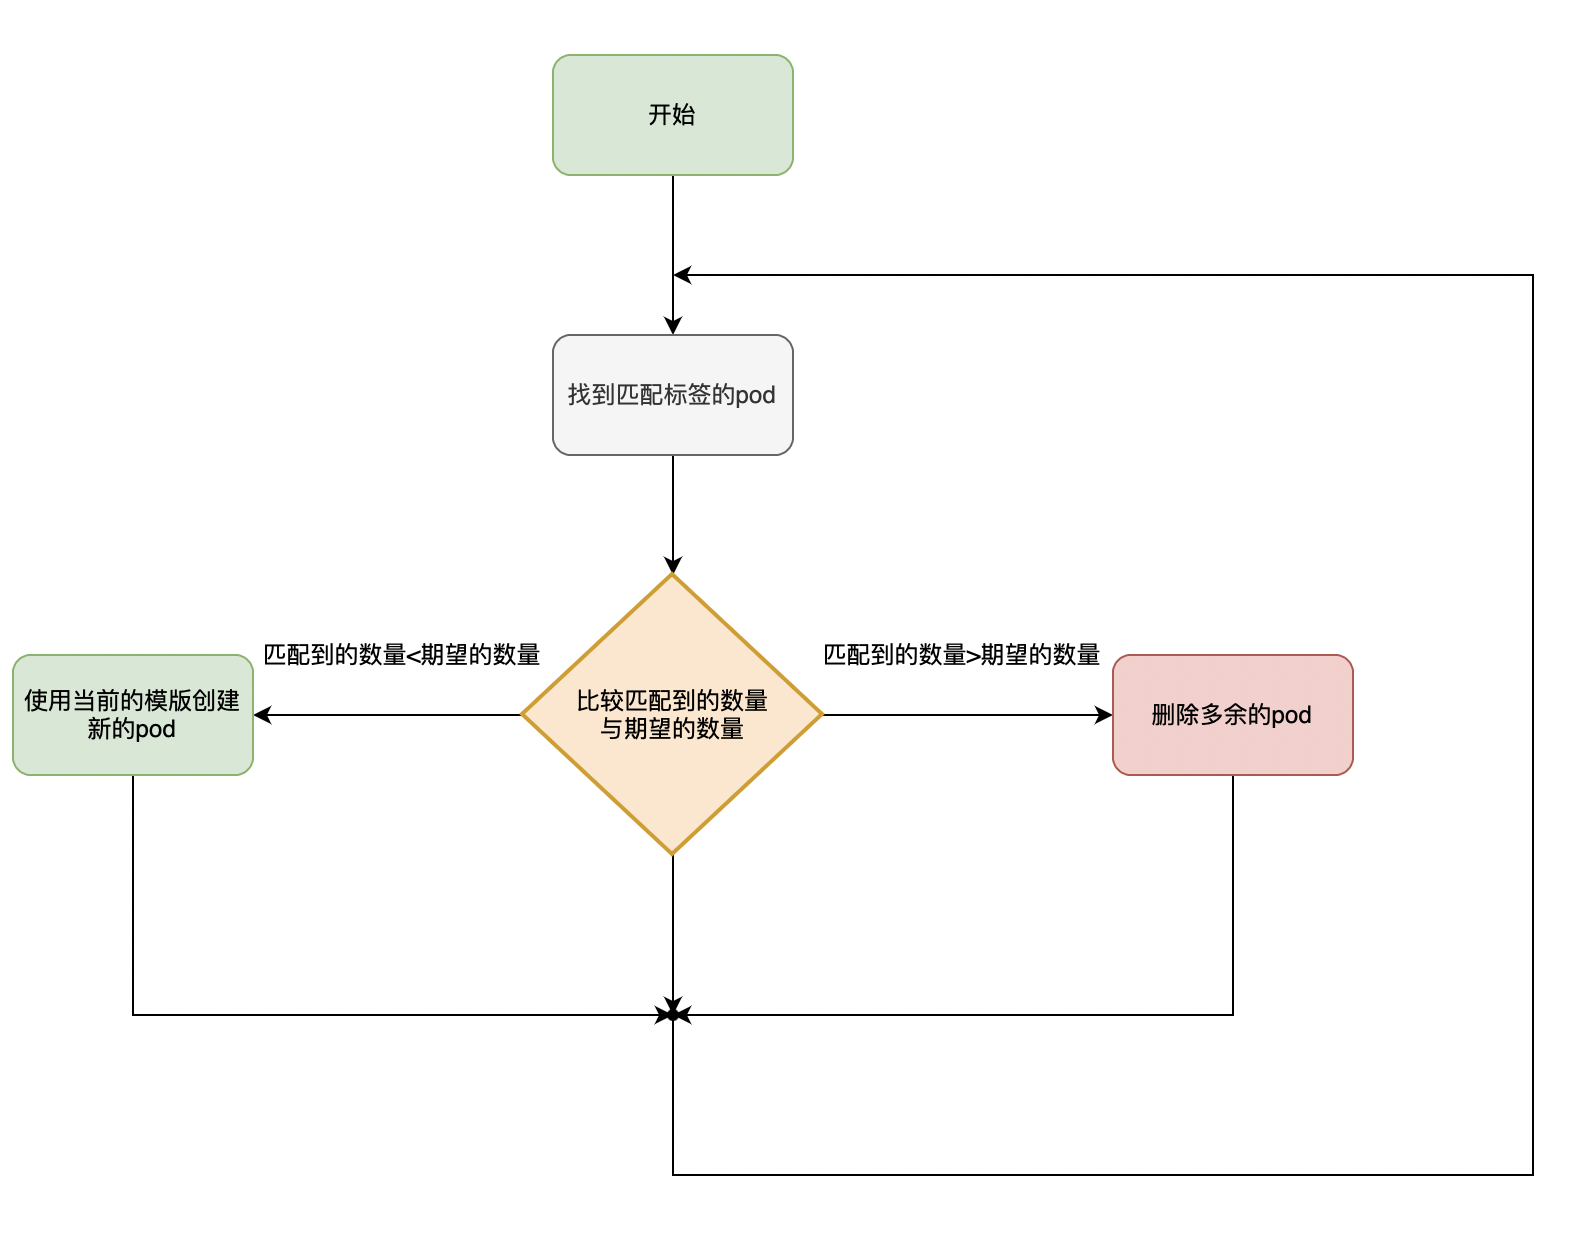 开始
找到匹配标签的pod
匹配到的数量<期望的数量
匹配到的数量>期望的数量
使用当前的模版创建
新的pod
比较匹配到的数量
与期望的数量
删除多余的pod